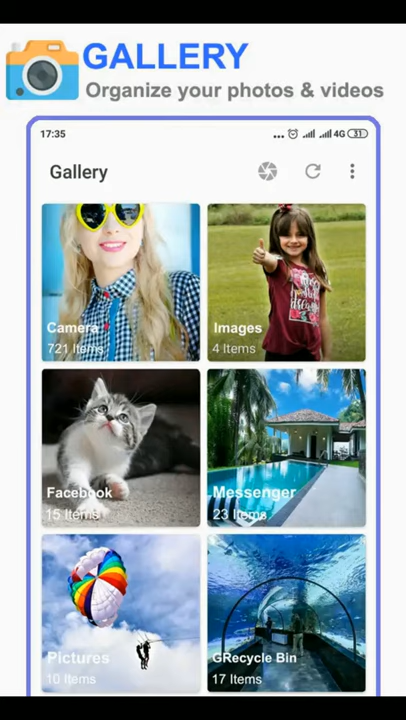 GALLERY
Organize your photos & videos
17:35
... 4G 31
Gallery
Camera
721 Items
Images
4 Items
Facebook
15 Items
Messenger
23 Items
Pictures
10 Items
GRecycle Bin
17 Items